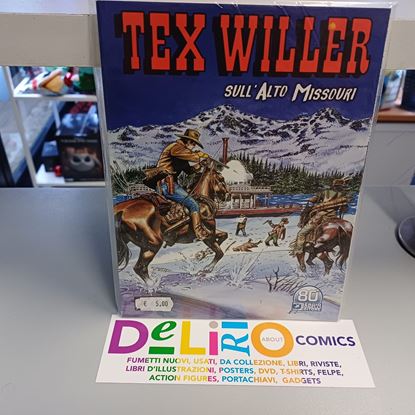 TEX WILLER
SULL'ALTO MISSOURI
80
€ 5,00
DELIRIO ABOUT COMICS
FUMETTI NUOVI, USATI, DA COLLEZIONE, LIBRI, RIVISTE,
LIBRI D'ILLUSTRAZIONI, POSTERS, DVD, T-SHIRTS, FELPE,
ACTION FIGURES, PORTACHIAVI, GADGETS